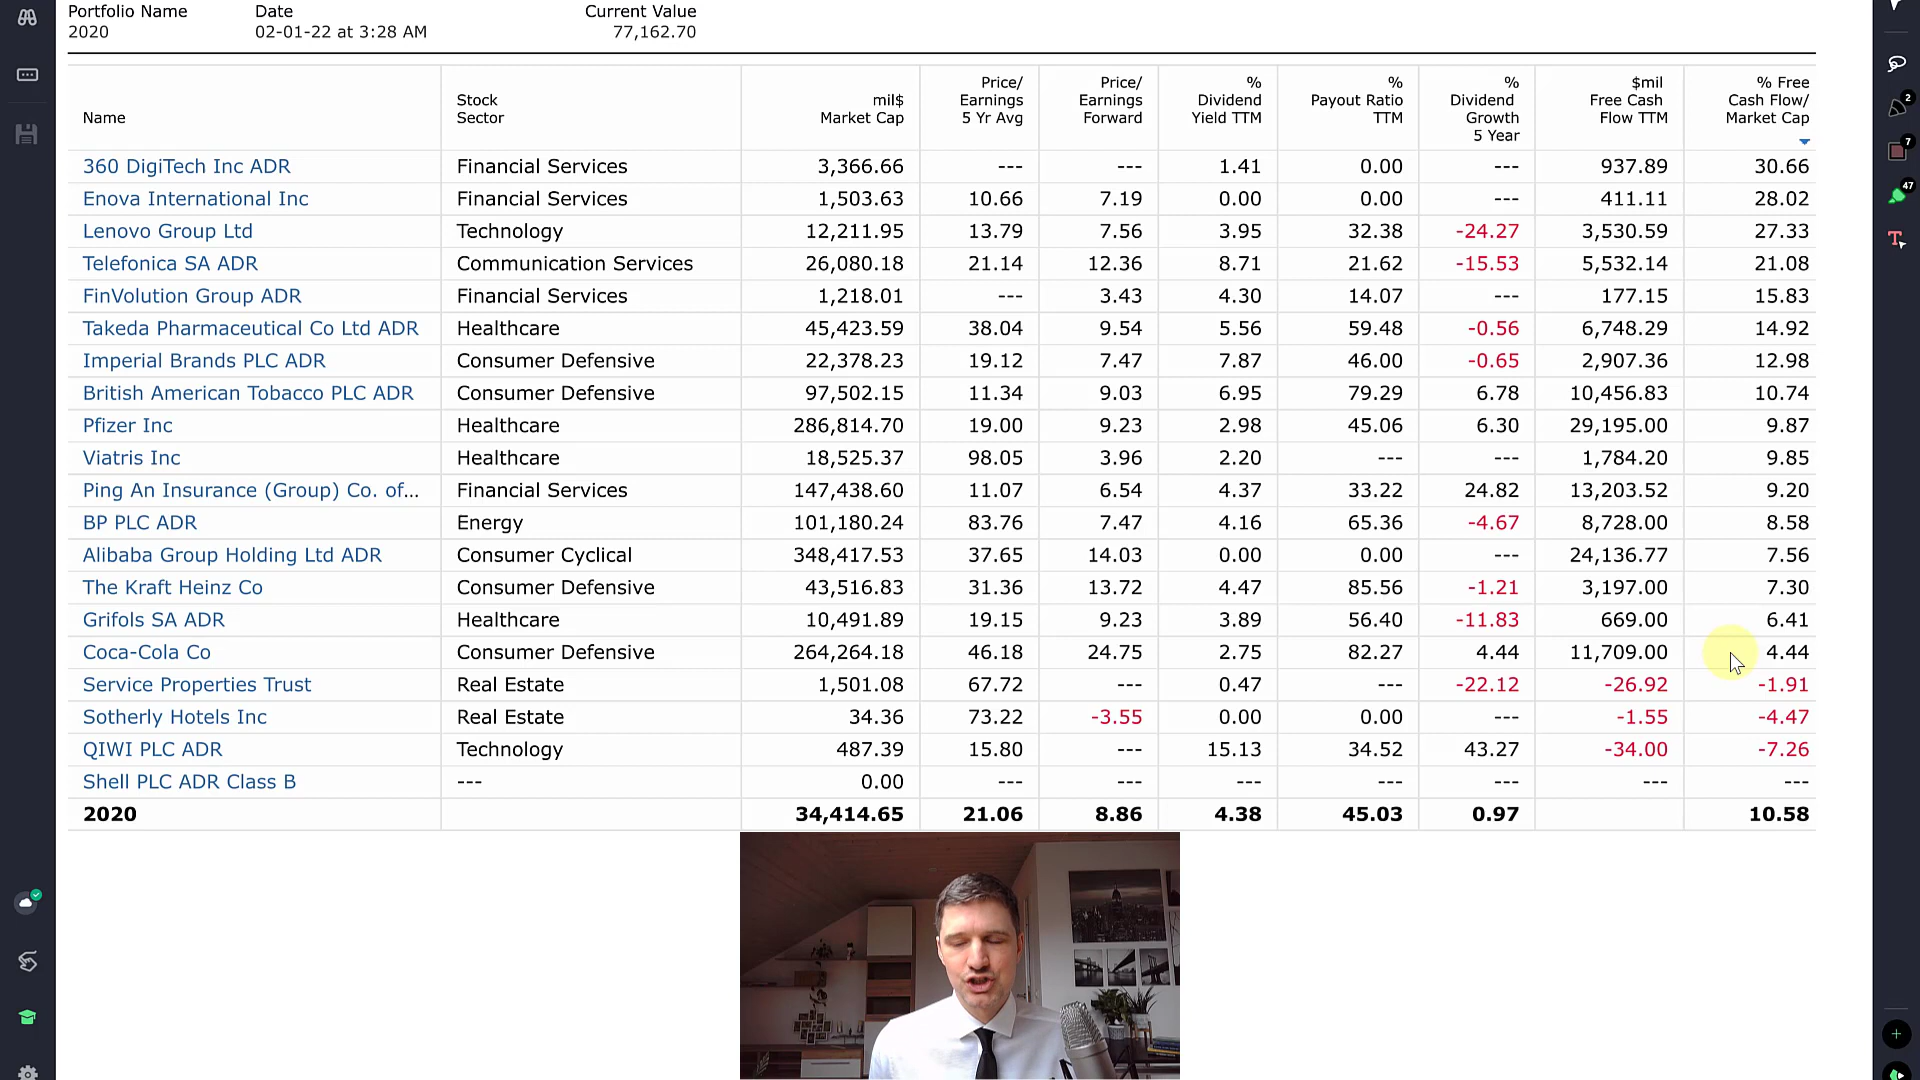 Portfolio Name Date Current Value
2020 02-01-22 at 3:28 AM 77,162.70
Name Stock Sector mil$ Market Cap Price/ Earnings 5 Yr Avg Price/ Earnings Forward % Dividend Yield TTM % Payout Ratio TTM % Dividend Growth 5 Year $mil Free Cash Flow TTM % Free Cash Flow/ Market Cap
360 DigiTech Inc ADR Financial Services 3,366.66 --- --- 1.41 0.00 --- 937.89 30.66
Enova International Inc Financial Services 1,503.63 10.66 7.19 0.00 0.00 --- 411.11 28.02
Lenovo Group Ltd Technology 12,211.95 13.79 7.56 3.95 32.38 -24.27 3,530.59 27.33
Telefonica SA ADR Communication Services 26,080.18 21.14 12.36 8.71 21.62 -15.53 5,532.14 21.08
FinVolution Group ADR Financial Services 1,218.01 --- 3.43 4.30 14.07 --- 177.15 15.83
Takeda Pharmaceutical Co Ltd ADR Healthcare 45,423.59 38.04 9.54 5.56 59.48 -0.56 6,748.29 14.92
Imperial Brands PLC ADR Consumer Defensive 22,378.23 19.12 7.47 7.87 46.00 -0.65 2,907.36 12.98
British American Tobacco PLC ADR Consumer Defensive 97,502.15 11.34 9.03 6.95 79.29 6.78 10,456.83 10.74
Pfizer Inc Healthcare 286,814.70 19.00 9.23 2.98 45.06 6.30 29,195.00 9.87
Viatris Inc Healthcare 18,525.37 98.05 3.96 2.20 --- --- 1,784.20 9.85
Ping An Insurance (Group) Co. of... Financial Services 147,438.60 11.07 6.54 4.37 33.22 24.82 13,203.52 9.20
BP PLC ADR Energy 101,180.24 83.76 7.47 4.16 65.36 -4.67 8,728.00 8.58
Alibaba Group Holding Ltd ADR Consumer Cyclical 348,417.53 37.65 14.03 0.00 0.00 --- 24,136.77 7.56
The Kraft Heinz Co Consumer Defensive 43,516.83 31.36 13.72 4.47 85.56 -1.21 3,197.00 7.30
Grifols SA ADR Healthcare 10,491.89 19.15 9.23 3.89 56.40 -11.83 669.00 6.41
Coca-Cola Co Consumer Defensive 264,264.18 46.18 24.75 2.75 82.27 4.44 11,709.00 4.44
Service Properties Trust Real Estate 1,501.08 67.72 --- 0.47 --- -22.12 -26.92 -1.91
Sotherly Hotels Inc Real Estate 34.36 73.22 -3.55 0.00 0.00 --- -1.55 -4.47
QIWI PLC ADR Technology 487.39 15.80 --- 15.13 34.52 43.27 -34.00 -7.26
Shell PLC ADR Class B --- 0.00 --- --- --- --- --- --- ---
2020 34,414.65 21.06 8.86 4.38 45.03 0.97 10.58
2
7
47
T